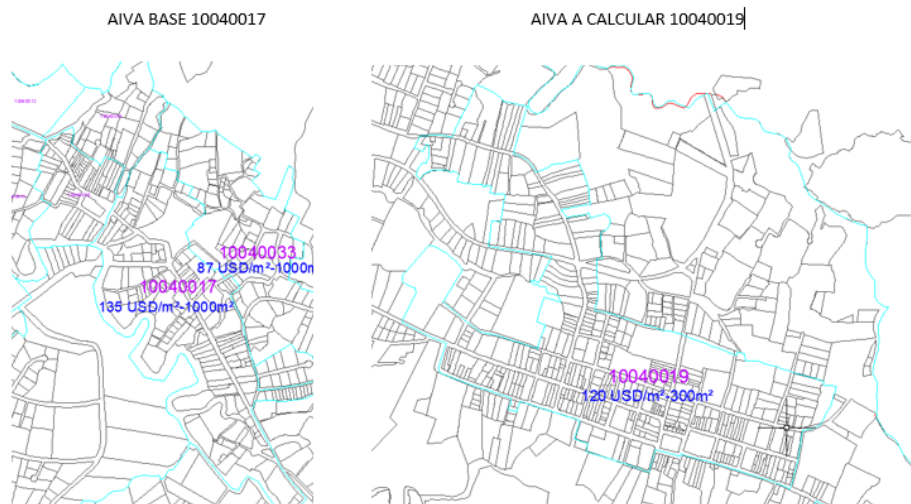 AIVA BASE 10040017
AIVA A CALCULAR 10040019
10040033
87 USD/m²-1000m
10040017
135 USD/m²-1000m²
10040019
120 USD/m²-300m²